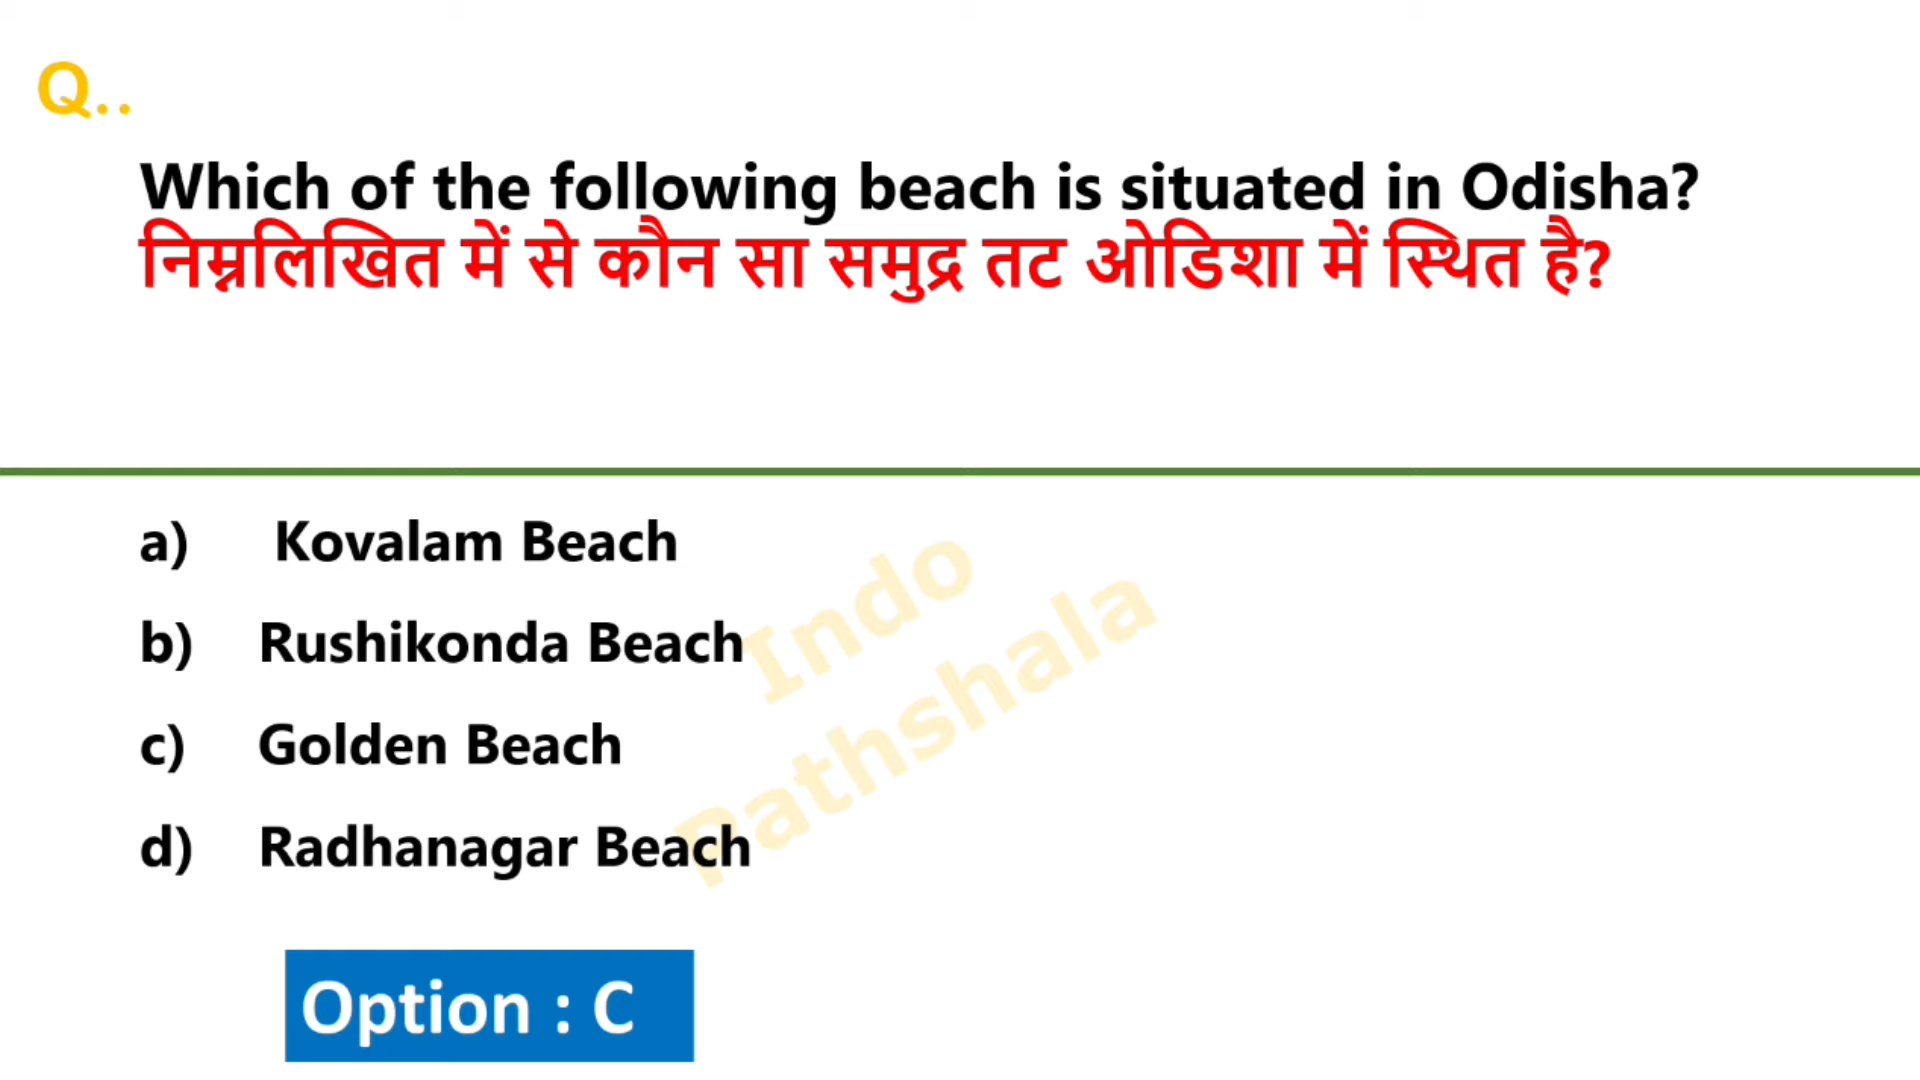 Q..
Which of the following beach is situated in Odisha?
निम्नलिखित में से कौन सा समुद्र तट ओडिशा में स्थित है?
a) Kovalam Beach
b) Rushikonda Beach
c) Golden Beach
d) Radhanagar Beach
Indo
Pathshala
Option : C